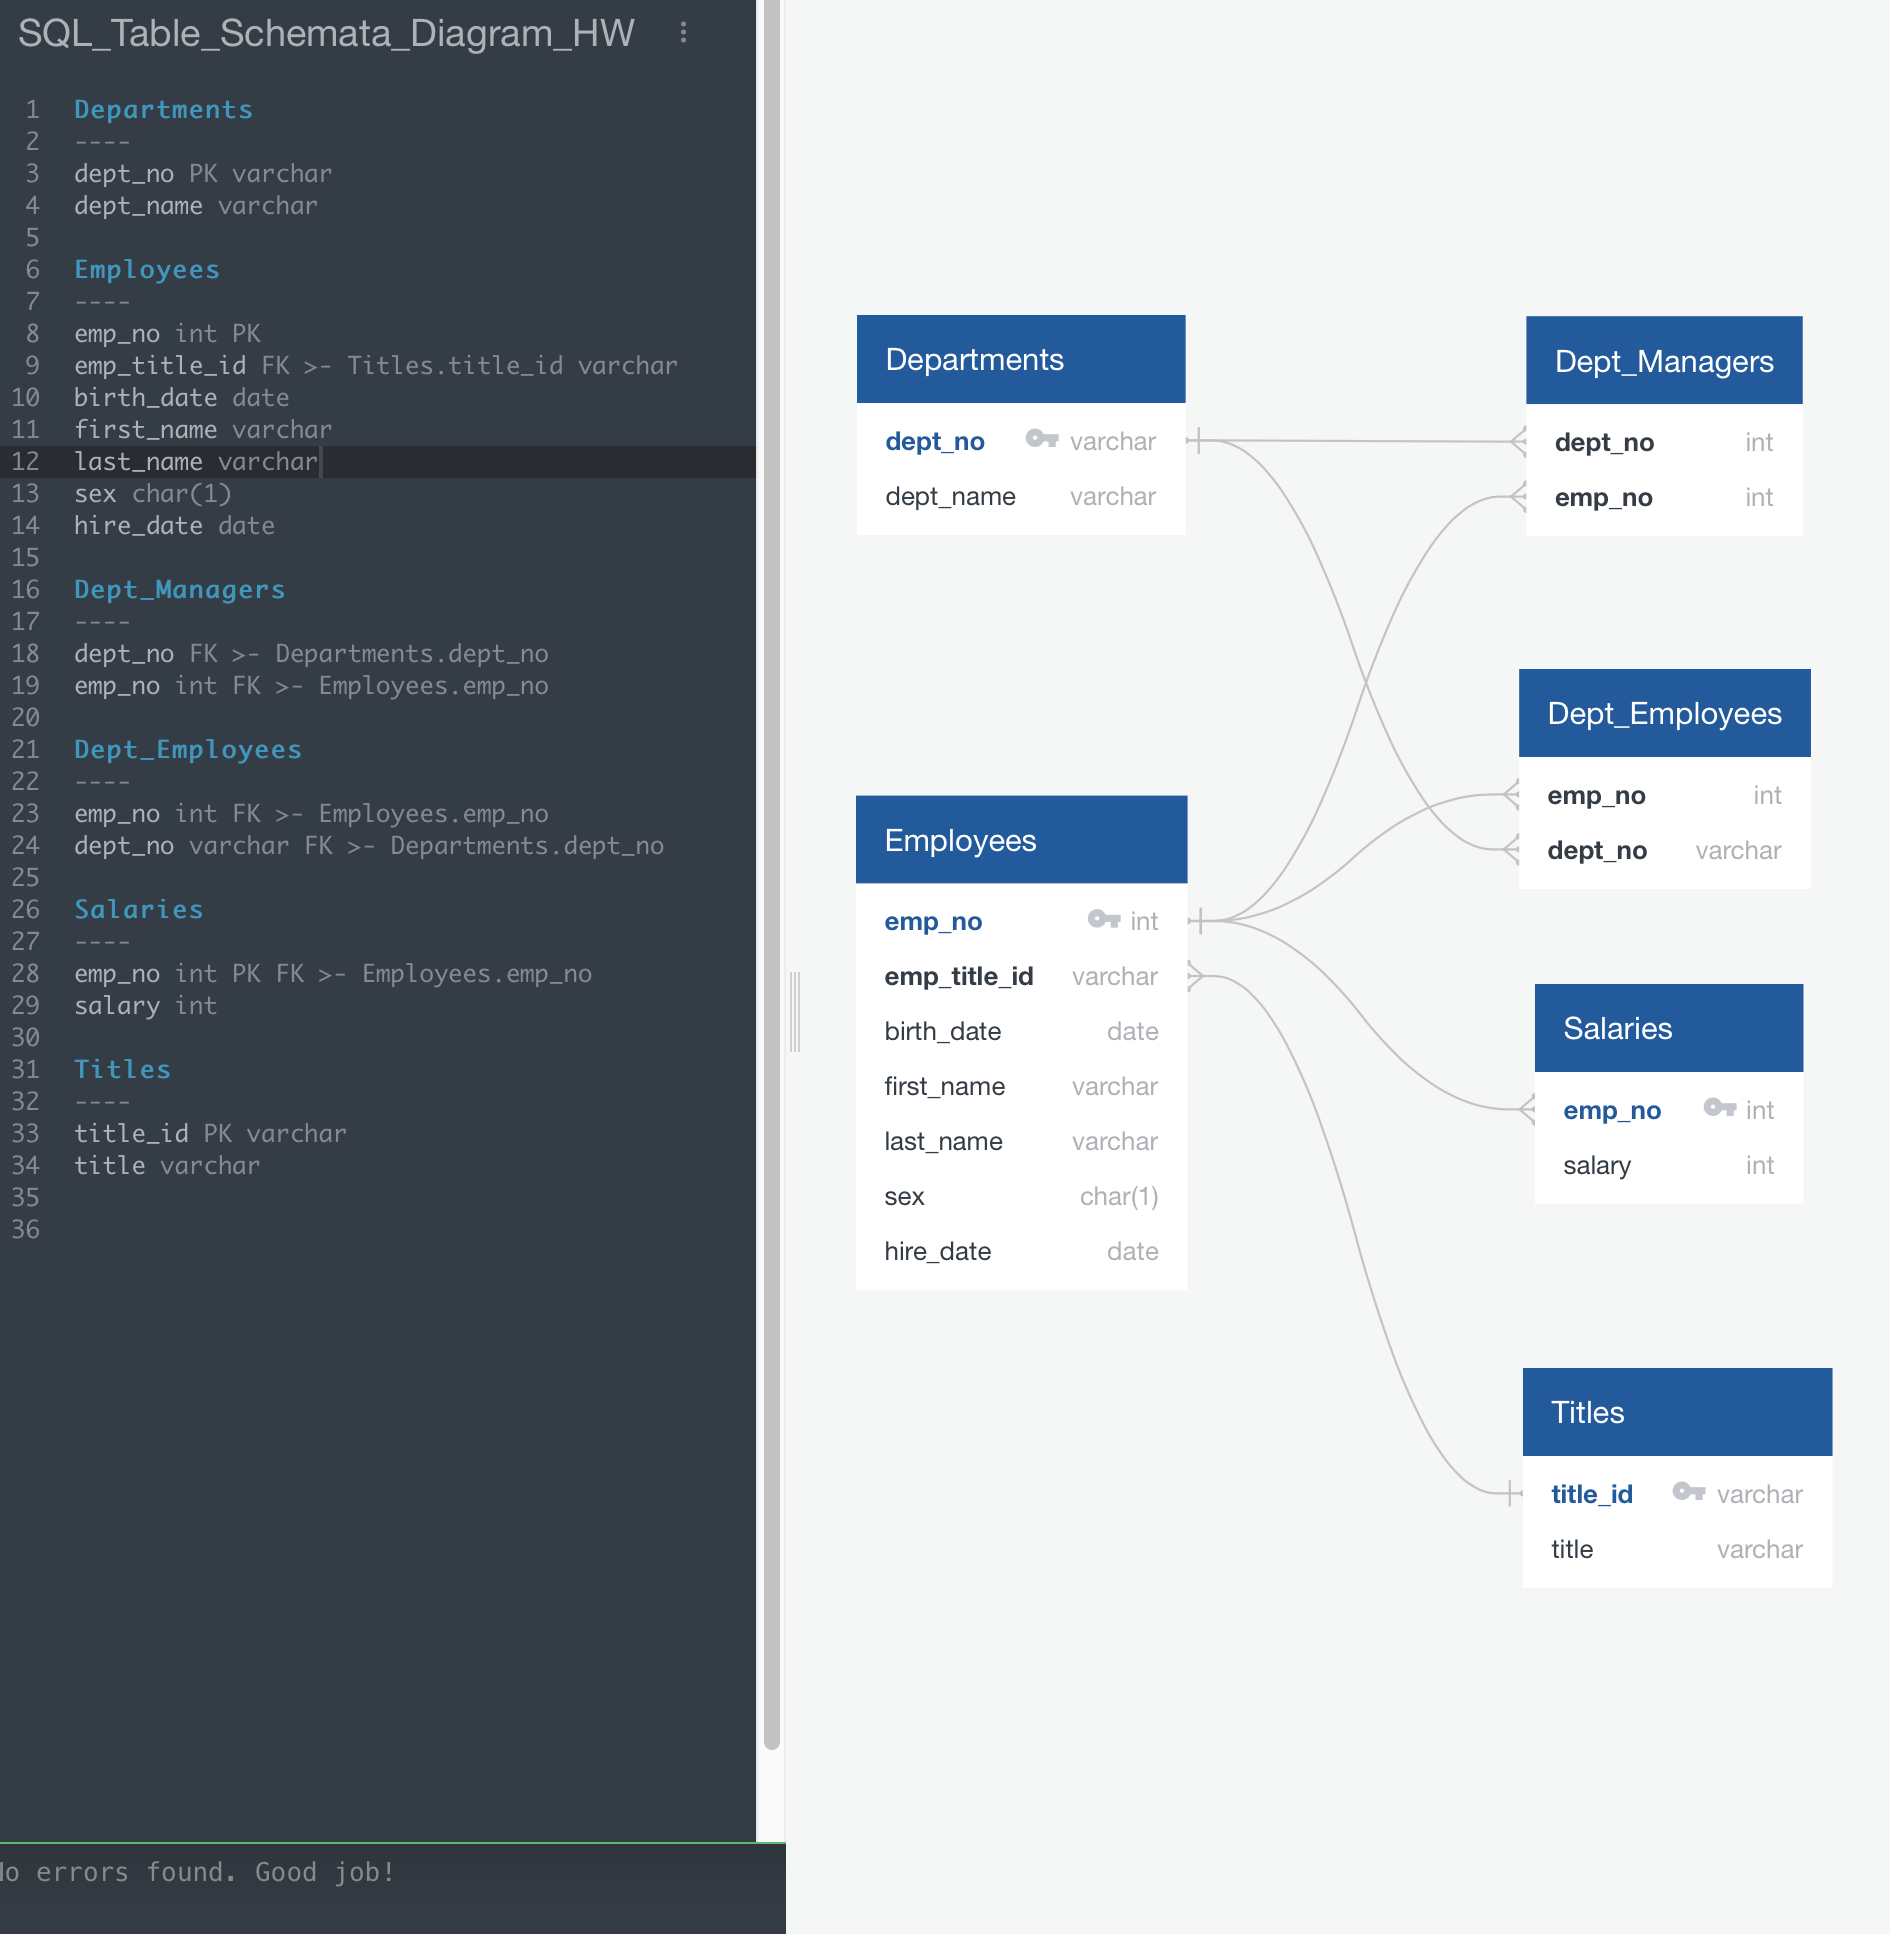 SQL_Table_Schemata_Diagram_HW
1 Departments
2 ----
3 dept_no PK varchar
4 dept_name varchar
5
6 Employees
7 ----
8 emp_no int PK
9 emp_title_id FK >- Titles.title_id varchar
10 birth_date date
11 first_name varchar
12 last_name varchar
13 sex char(1)
14 hire_date date
15
16 Dept_Managers
17 ----
18 dept_no FK >- Departments.dept_no
19 emp_no int FK >- Employees.emp_no
20
21 Dept_Employees
22 ----
23 emp_no int FK >- Employees.emp_no
24 dept_no varchar FK >- Departments.dept_no
25
26 Salaries
27 ----
28 emp_no int PK FK >- Employees.emp_no
29 salary int
30
31 Titles
32 ----
33 title_id PK varchar
34 title varchar
35
36
No errors found. Good job!
Departments
dept_no varchar
dept_name varchar
Dept_Managers
dept_no int
emp_no int
Dept_Employees
emp_no int
dept_no varchar
Employees
emp_no int
emp_title_id varchar
birth_date date
first_name varchar
last_name varchar
sex char(1)
hire_date date
Salaries
emp_no int
salary int
Titles
title_id varchar
title varchar